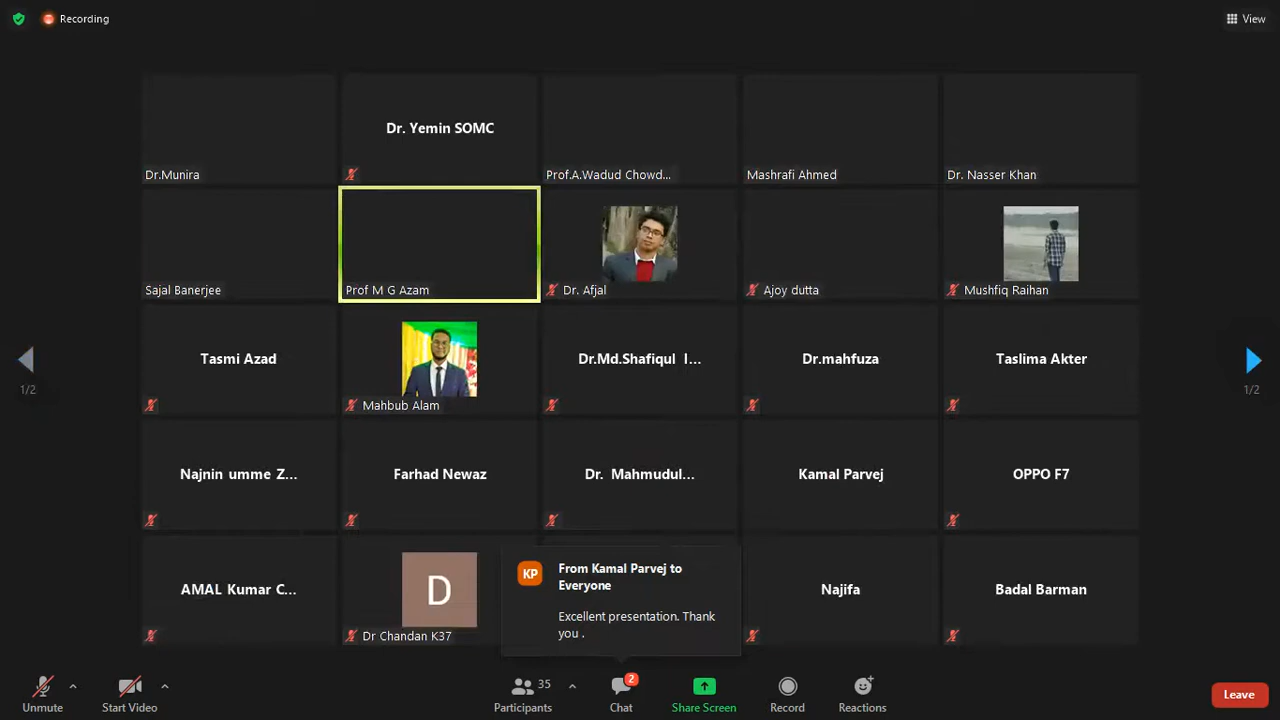 Recording
View
Dr.Munira
Dr. Yemin SOMC
Prof.A.Wadud Chowd...
Mashrafi Ahmed
Dr. Nasser Khan
Sajal Banerjee
Prof M G Azam
Dr. Afjal
Ajoy dutta
Mushfiq Raihan
Tasmi Azad
Mahbub Alam
Dr.Md.Shafiqul I...
Dr.mahfuza
Taslima Akter
1/2
1/2
Najnin umme Z...
Farhad Newaz
Dr. Mahmudul...
Kamal Parvej
OPPO F7
AMAL Kumar C...
D
Dr Chandan K37
KP
From Kamal Parvej to
Everyone
Excellent presentation. Thank
you .
Najifa
Badal Barman
Unmute
Start Video
35
Participants
2
Chat
Share Screen
Record
Reactions
Leave